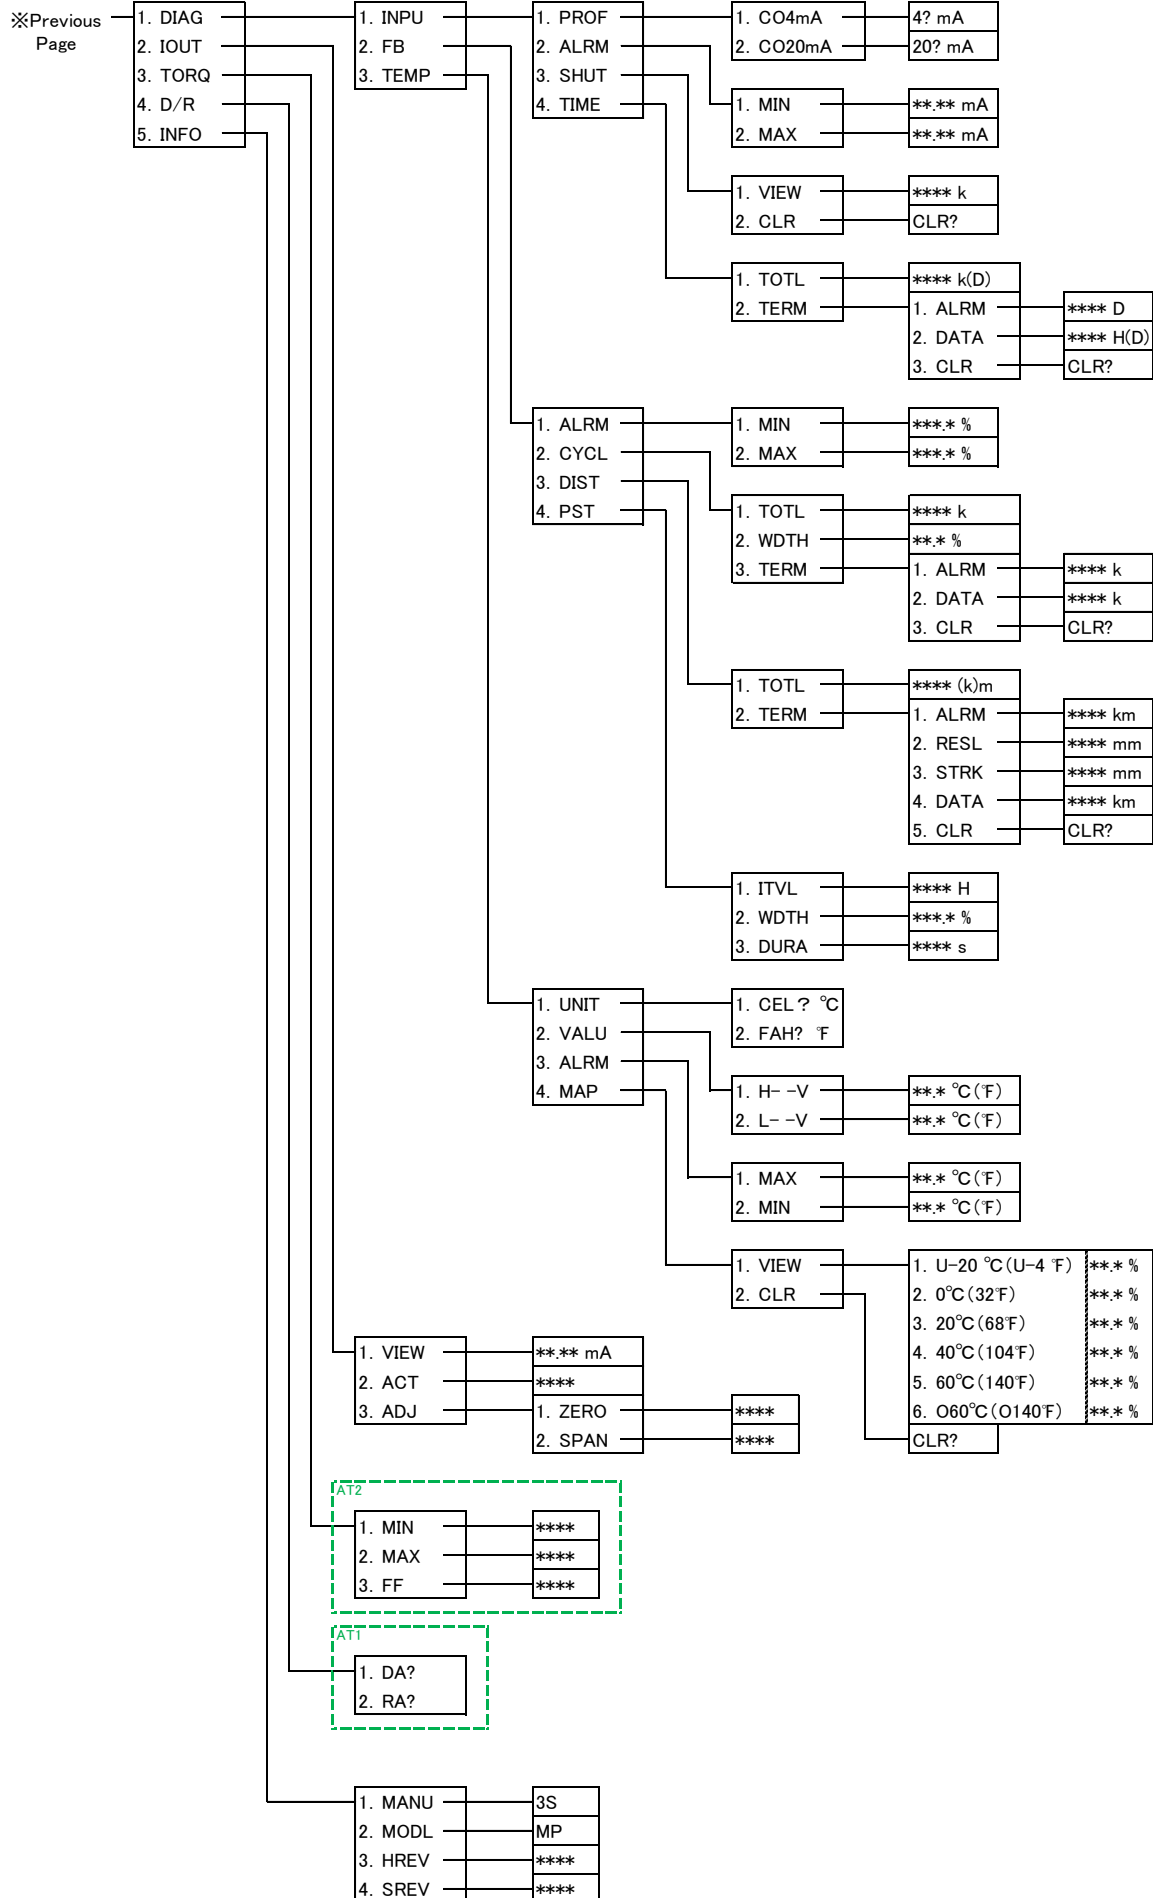 ※Previous Page
1. DIAG
2. IOUT
3. TORQ
4. D/R
5. INFO
1. INPU
2. FB
3. TEMP
1. PROF
2. ALRM
3. SHUT
4. TIME
1. CO4mA
2. CO20mA
4? mA
20? mA
1. MIN
2. MAX
**.** mA
**.** mA
1. VIEW
2. CLR
**** k
CLR?
1. TOTL
2. TERM
**** k(D)
1. ALRM
2. DATA
3. CLR
**** D
**** H(D)
CLR?
1. ALRM
2. CYCL
3. DIST
4. PST
1. MIN
2. MAX
***.* %
***.* %
1. TOTL
2. WDTH
3. TERM
**** k
**.* %
1. ALRM
2. DATA
3. CLR
**** k
**** k
CLR?
1. TOTL
2. TERM
**** (k)m
1. ALRM
2. RESL
3. STRK
4. DATA
5. CLR
**** km
**** mm
**** mm
**** km
CLR?
1. ITVL
2. WDTH
3. DURA
**** H
***.* %
**** s
1. UNIT
2. VALU
3. ALRM
4. MAP
1. CEL? ℃
2. FAH? ℉
1. H- -V
2. L- -V
**.* ℃(℉)
**.* ℃(℉)
1. MAX
2. MIN
**.* ℃(℉)
**.* ℃(℉)
1. VIEW
2. CLR
1. U-20 ℃(U-4 ℉) **.* %
2. 0℃(32℉) **.* %
3. 20℃(68℉) **.* %
4. 40℃(104℉) **.* %
5. 60℃(140℉) **.* %
6. O60℃(O140℉) **.* %
CLR?
1. VIEW
2. ACT
3. ADJ
**.** mA
****
1. ZERO
2. SPAN
****
****
AT2
1. MIN
2. MAX
3. FF
****
****
****
AT1
1. DA?
2. RA?
1. MANU
2. MODL
3. HREV
4. SREV
3S
MP
****
****